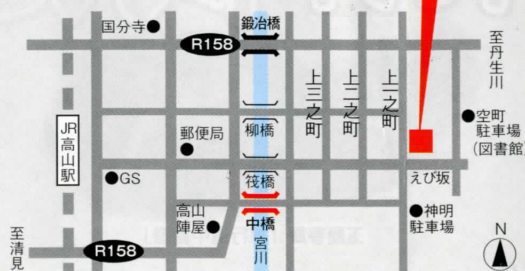 国分寺
鍛冶橋
R158
至丹生川
上三之町
上二之町
上一之町
空町
駐車場
(図書館)
JR高山駅
郵便局
柳橋
GS
筏橋
えび坂
高山
陣屋
中橋
神明
駐車場
宮川
至清見
R158
N